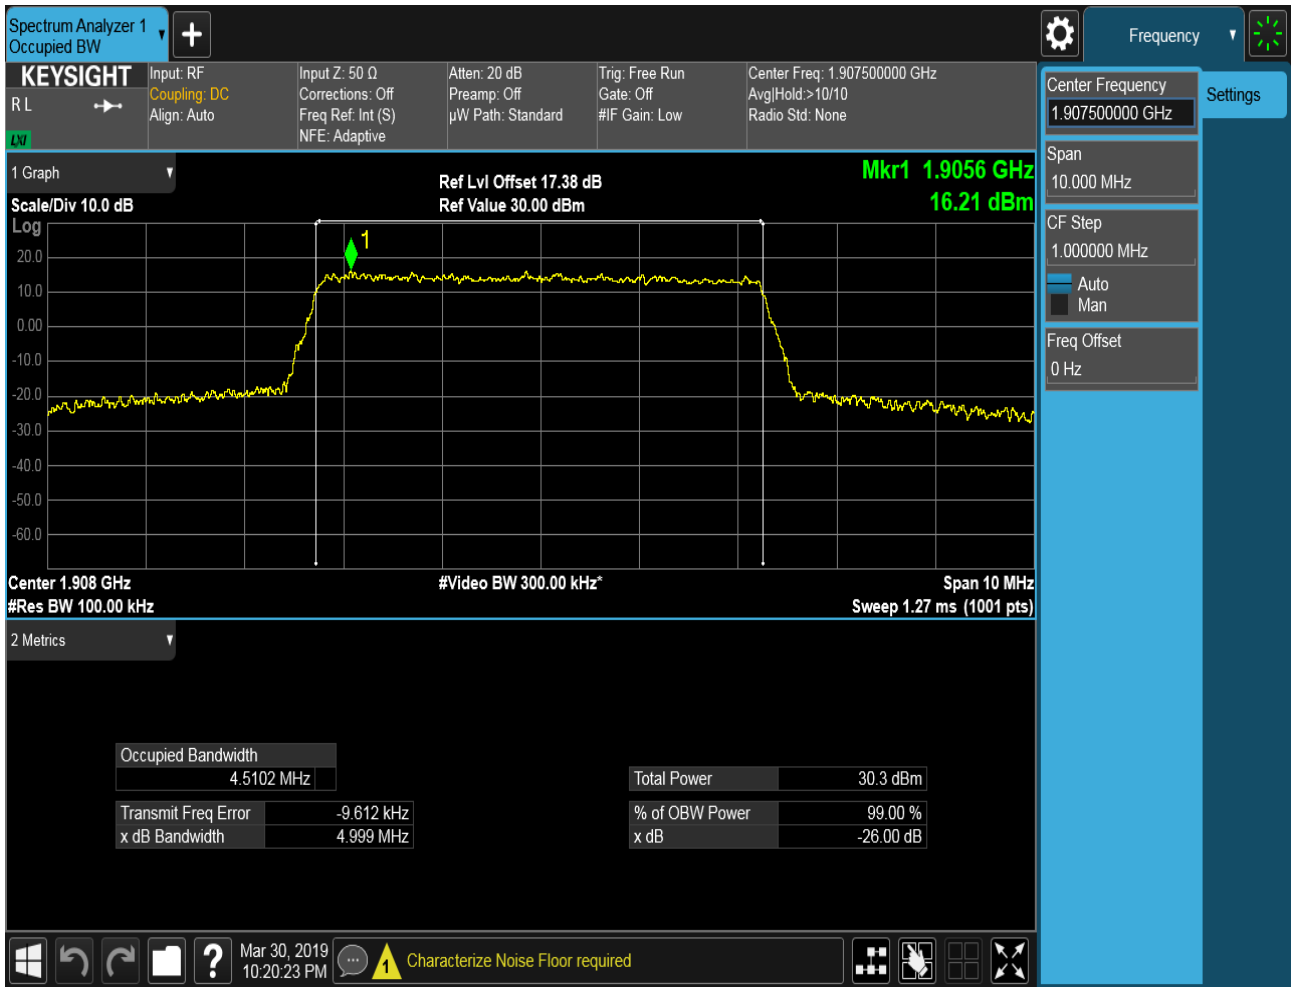 Spectrum Analyzer 1
Occupied BW
Frequency
KEYSIGHT
R L
LXI
Input: RF
Coupling: DC
Align: Auto
Input Z: 50 Ω
Corrections: Off
Freq Ref: Int (S)
NFE: Adaptive
Atten: 20 dB
Preamp: Off
µW Path: Standard
Trig: Free Run
Gate: Off
#IF Gain: Low
Center Freq: 1.907500000 GHz
Avg|Hold:>10/10
Radio Std: None
Center Frequency
1.907500000 GHz
Settings
Span
10.000 MHz
CF Step
1.000000 MHz
Auto
Man
Freq Offset
0 Hz
1 Graph
Scale/Div 10.0 dB
Ref Lvl Offset 17.38 dB
Ref Value 30.00 dBm
Mkr1 1.9056 GHz
16.21 dBm
Log
1
20.0
10.0
0.00
-10.0
-20.0
-30.0
-40.0
-50.0
-60.0
Center 1.908 GHz
#Res BW 100.00 kHz
#Video BW 300.00 kHz*
Span 10 MHz
Sweep 1.27 ms (1001 pts)
2 Metrics
Occupied Bandwidth
4.5102 MHz
Transmit Freq Error -9.612 kHz
x dB Bandwidth 4.999 MHz
Total Power 30.3 dBm
% of OBW Power 99.00 %
x dB -26.00 dB
?
Mar 30, 2019
10:20:23 PM
1
Characterize Noise Floor required